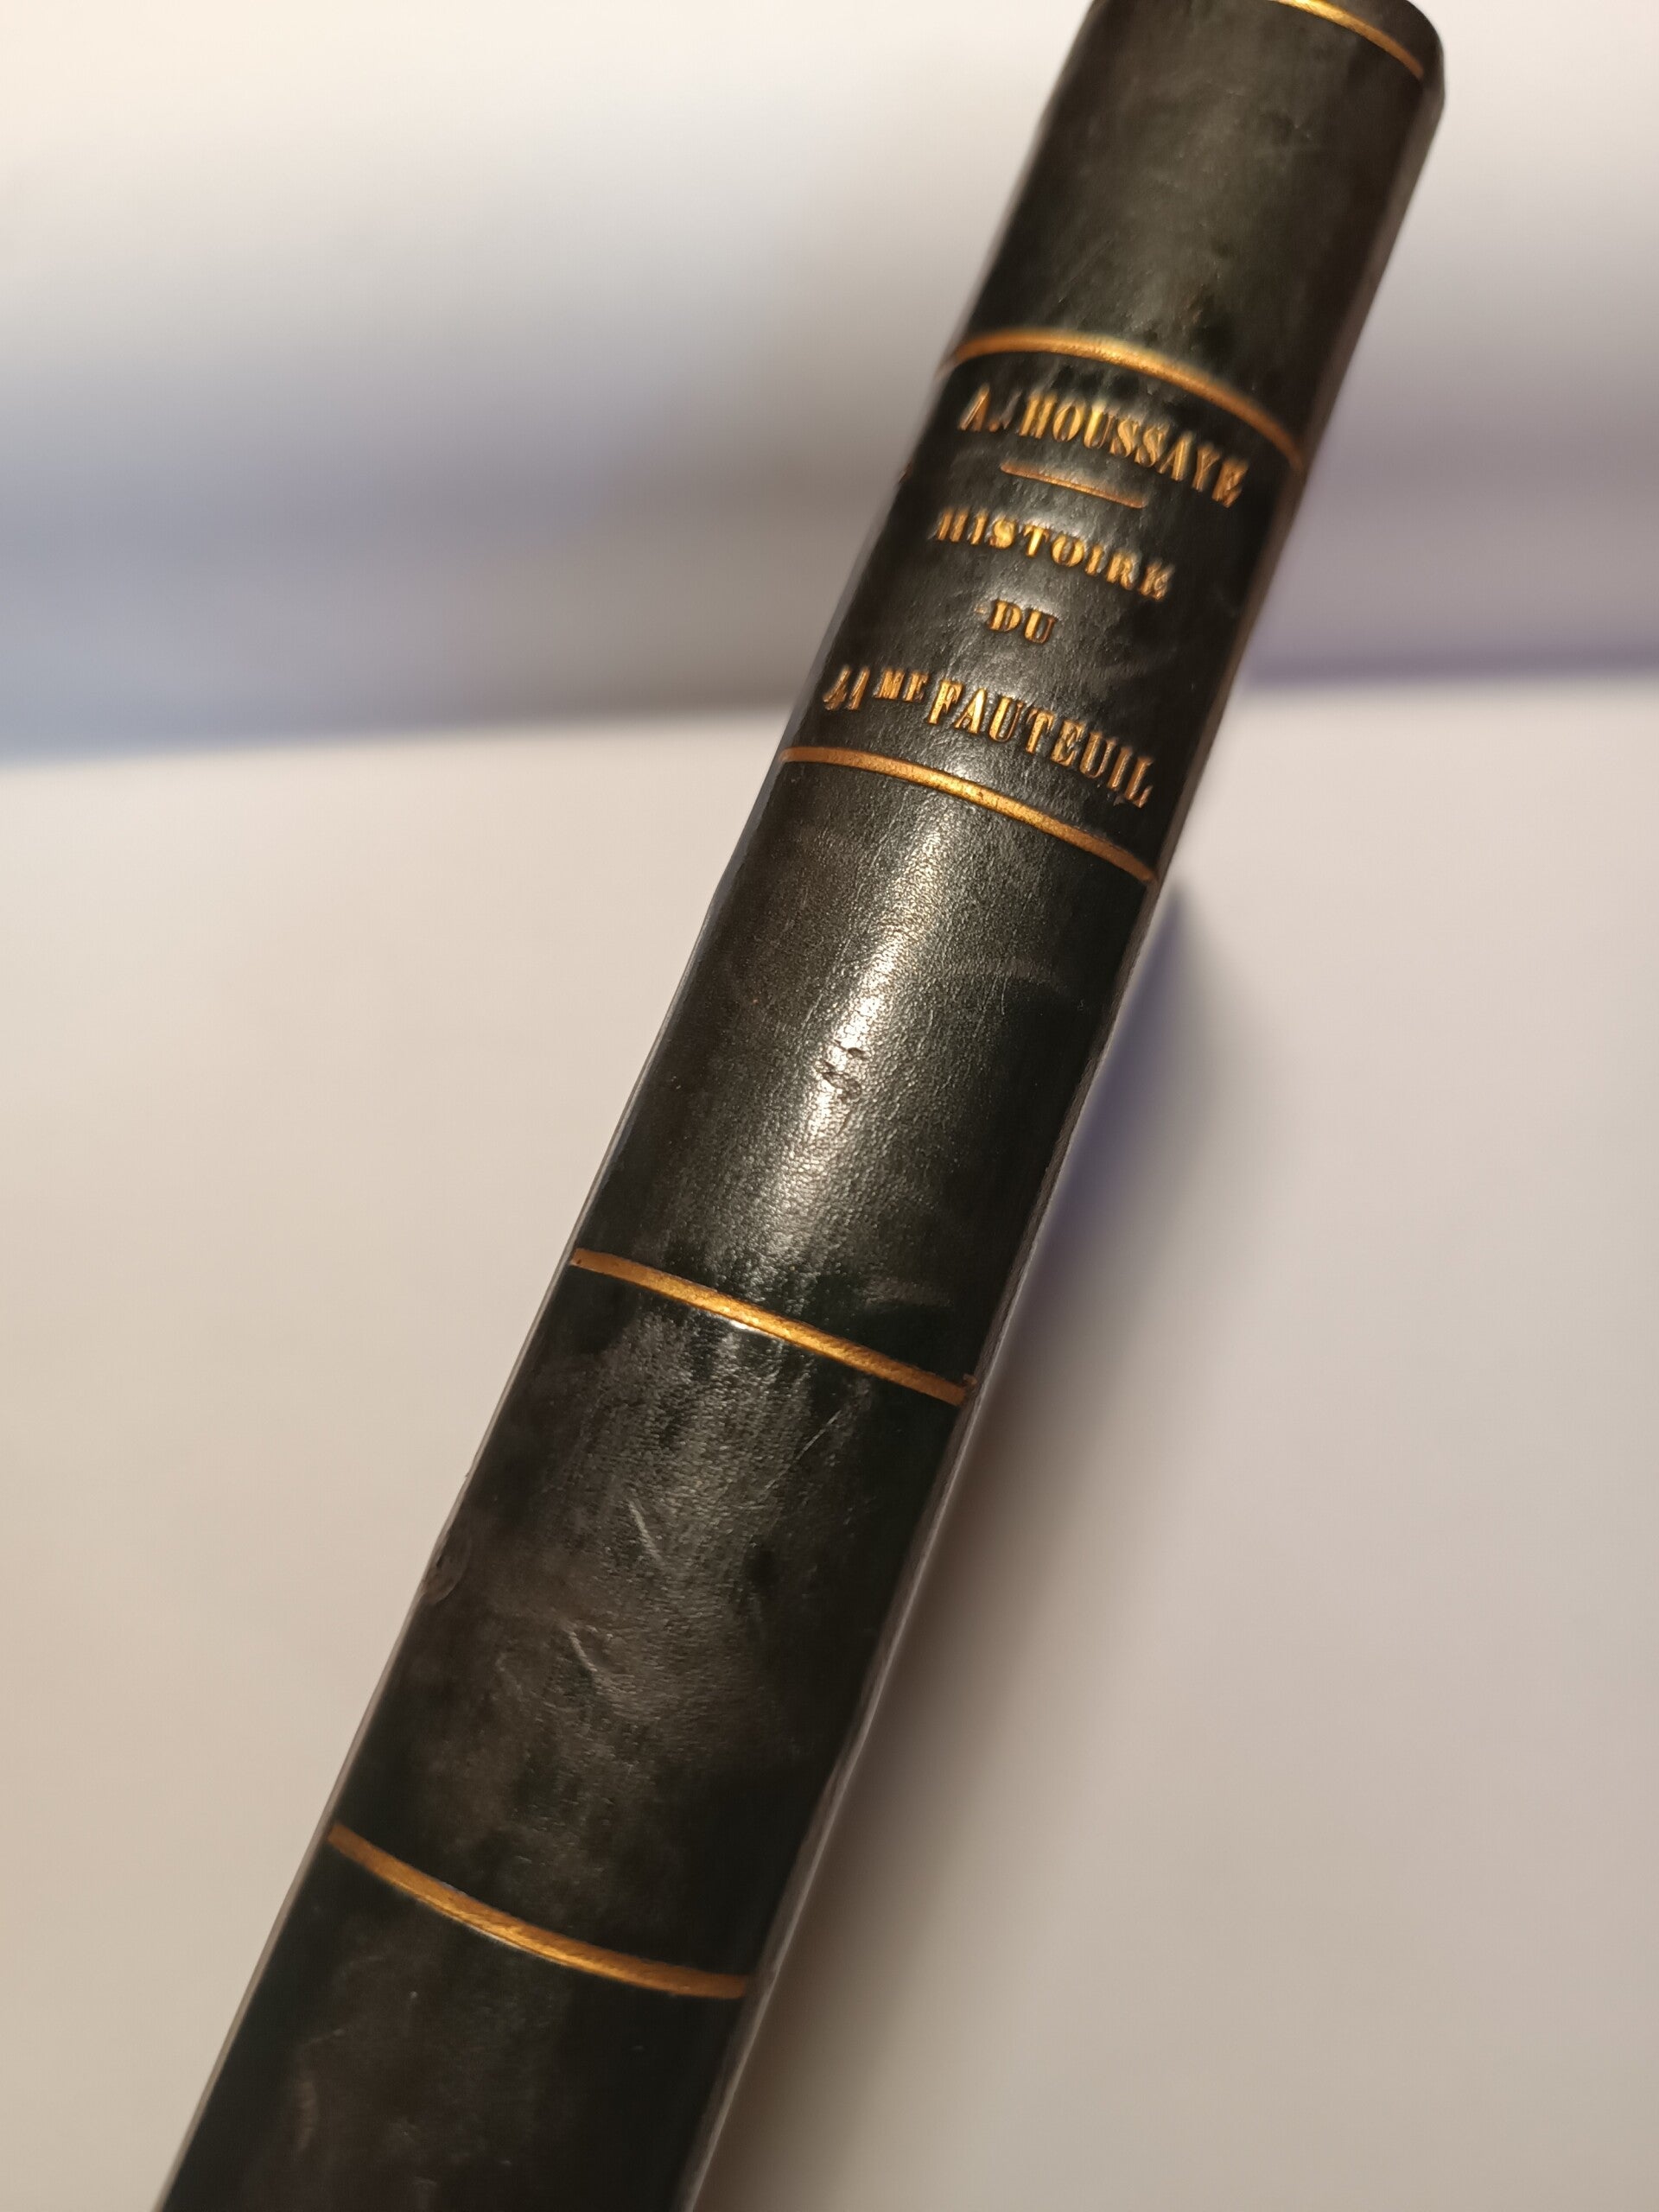 A. HOUSSAYE
HISTOIRE
DU
41ME FAUTEUIL